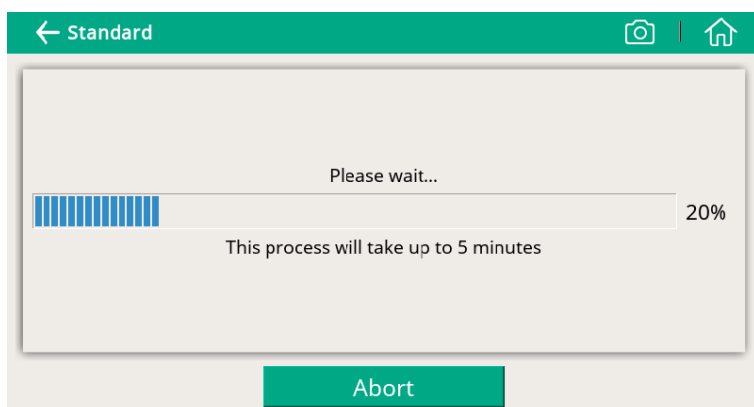 Standard
Please wait...
20%
This process will take up to 5 minutes
Abort